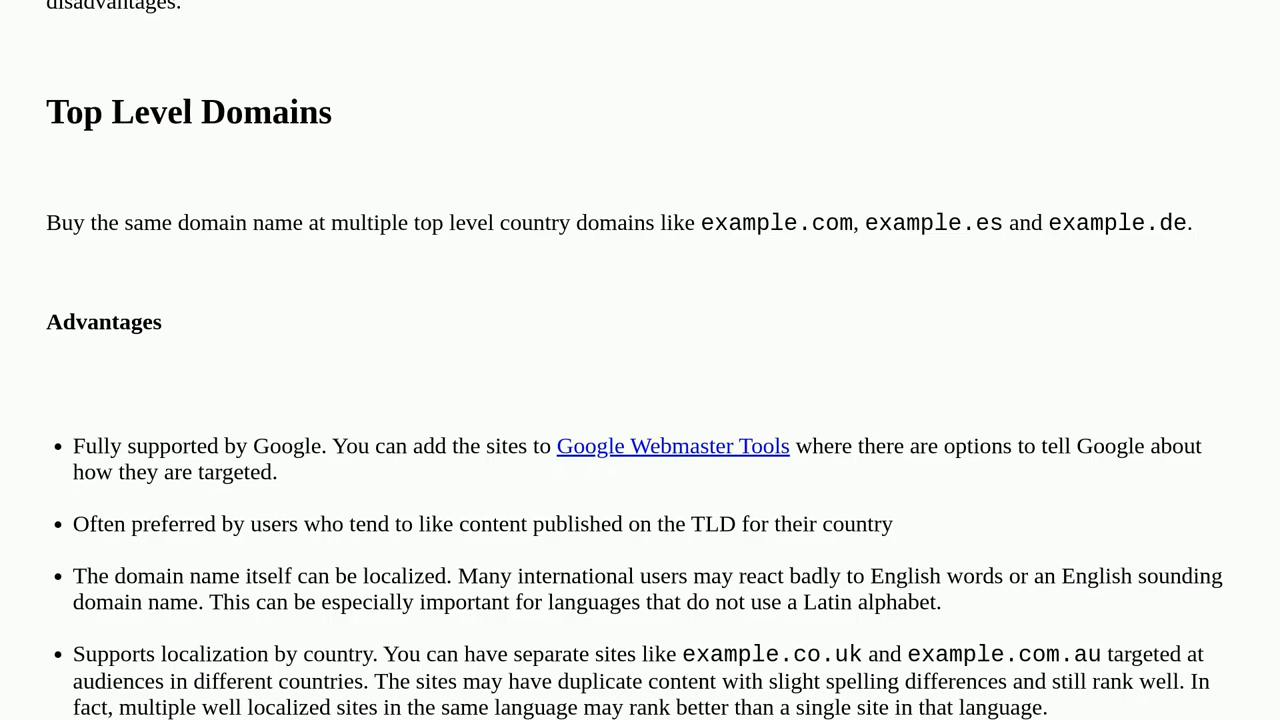 disadvantages.
Top Level Domains
Buy the same domain name at multiple top level country domains like example.com, example.es and example.de.
Advantages
• Fully supported by Google. You can add the sites to Google Webmaster Tools where there are options to tell Google about
how they are targeted.
• Often preferred by users who tend to like content published on the TLD for their country
• The domain name itself can be localized. Many international users may react badly to English words or an English sounding
domain name. This can be especially important for languages that do not use a Latin alphabet.
• Supports localization by country. You can have separate sites like example.co.uk and example.com.au targeted at
audiences in different countries. The sites may have duplicate content with slight spelling differences and still rank well. In
fact, multiple well localized sites in the same language may rank better than a single site in that language.